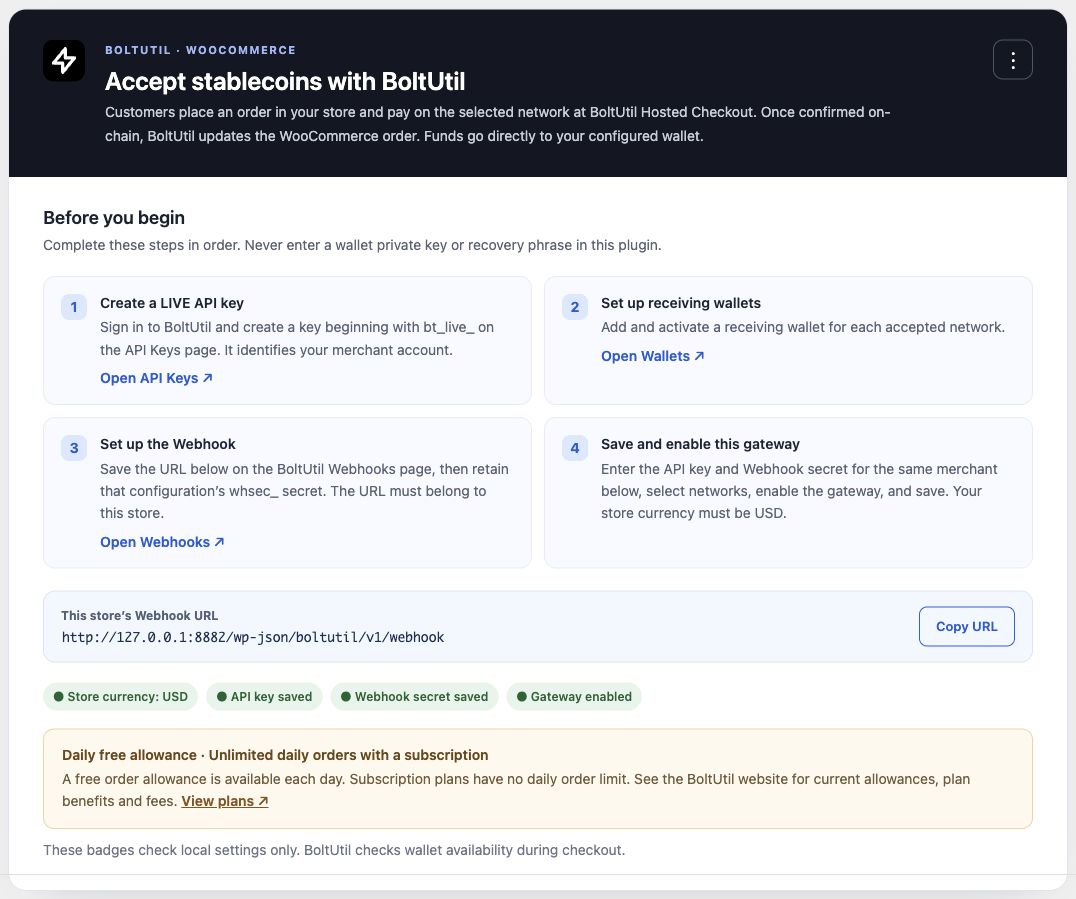 BOLTUTIL · WOOCOMMERCE
Accept stablecoins with BoltUtil
Customers place an order in your store and pay on the selected network at BoltUtil Hosted Checkout. Once confirmed on-
chain, BoltUtil updates the WooCommerce order. Funds go directly to your configured wallet.
Before you begin
Complete these steps in order. Never enter a wallet private key or recovery phrase in this plugin.
1
Create a LIVE API key
Sign in to BoltUtil and create a key beginning with bt_live_ on
the API Keys page. It identifies your merchant account.
Open API Keys ↗
2
Set up receiving wallets
Add and activate a receiving wallet for each accepted network.
Open Wallets ↗
3
Set up the Webhook
Save the URL below on the BoltUtil Webhooks page, then retain
that configuration’s whsec_ secret. The URL must belong to
this store.
Open Webhooks ↗
4
Save and enable this gateway
Enter the API key and Webhook secret for the same merchant
below, select networks, enable the gateway, and save. Your
store currency must be USD.
This store’s Webhook URL
http://127.0.0.1:8882/wp-json/boltutil/v1/webhook
Copy URL
● Store currency: USD ● API key saved ● Webhook secret saved ● Gateway enabled
Daily free allowance · Unlimited daily orders with a subscription
A free order allowance is available each day. Subscription plans have no daily order limit. See the BoltUtil website for current allowances, plan
benefits and fees. View plans ↗
These badges check local settings only. BoltUtil checks wallet availability during checkout.